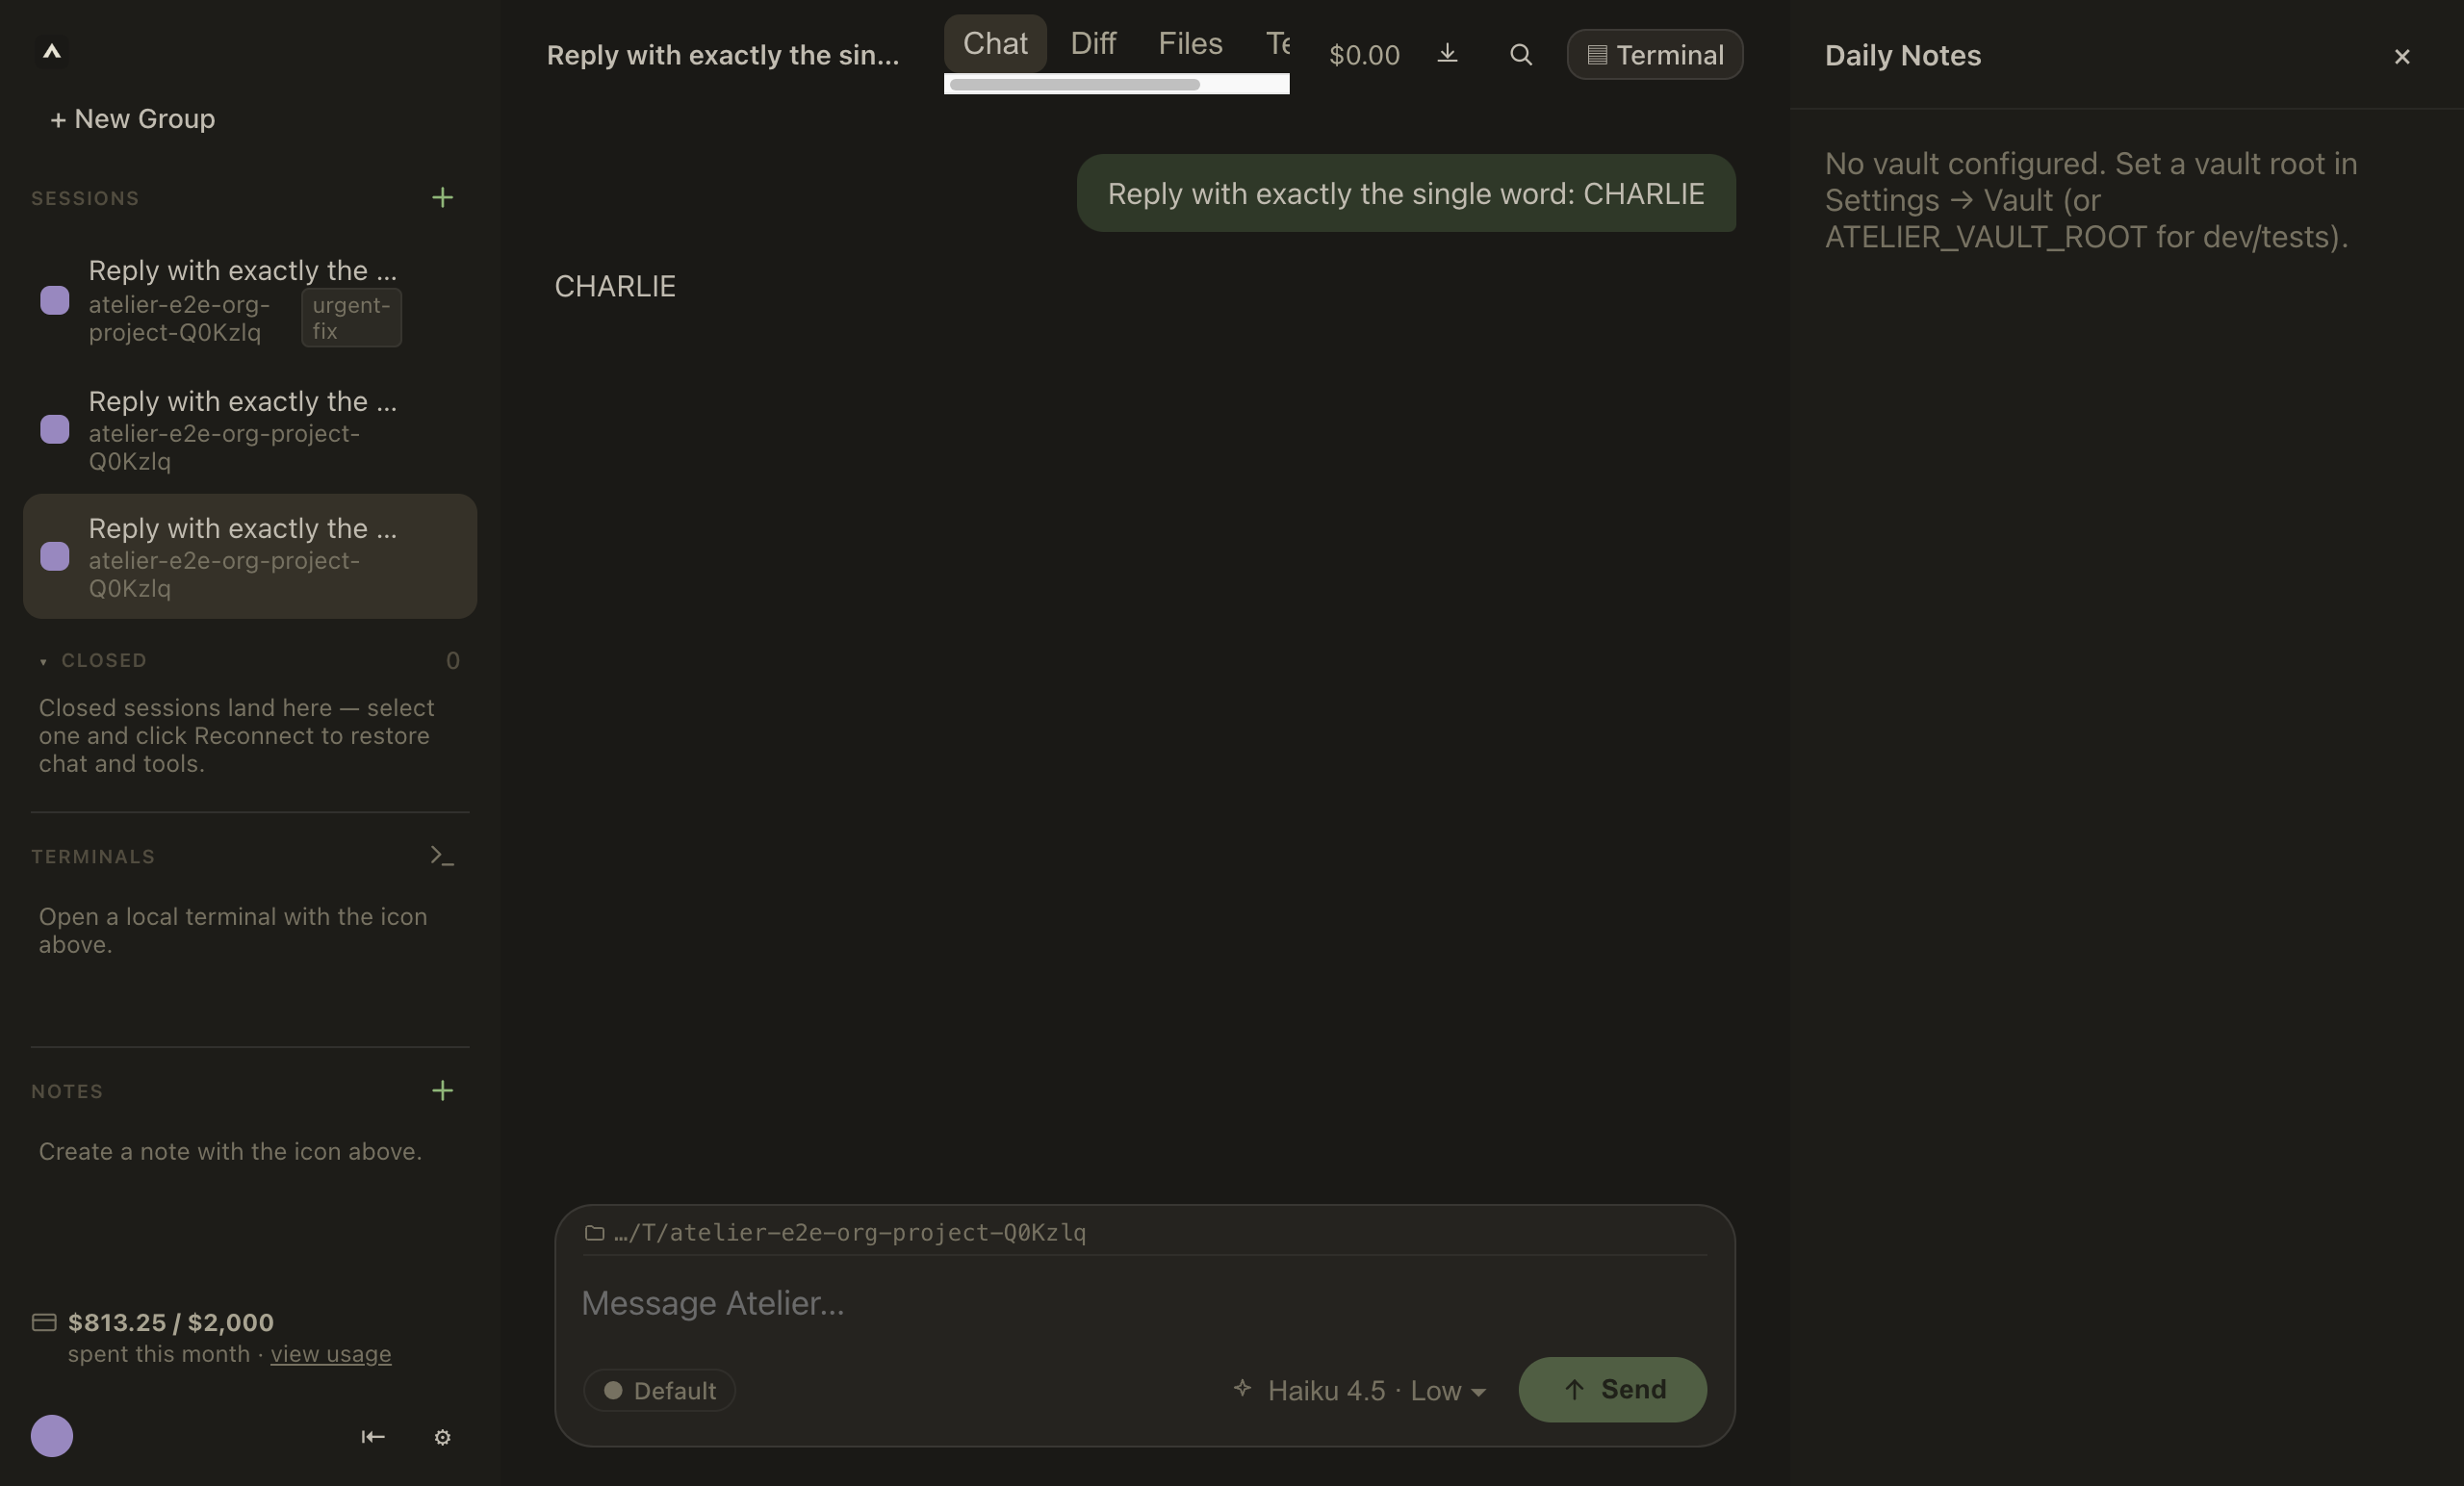 + New Group
SESSIONS
Reply with exactly the ...
atelier-e2e-org-
project-Q0Kzlq
urgent-
fix
Reply with exactly the ...
atelier-e2e-org-project-
Q0Kzlq
Reply with exactly the ...
atelier-e2e-org-project-
Q0Kzlq
CLOSED
0
Closed sessions land here — select
one and click Reconnect to restore
chat and tools.
TERMINALS
Open a local terminal with the icon
above.
NOTES
Create a note with the icon above.
$813.25 / $2,000
spent this month · view usage
Reply with exactly the sin...
Chat
Diff
Files
Te
$0.00
Terminal
Reply with exactly the single word: CHARLIE
CHARLIE
…/T/atelier-e2e-org-project-Q0Kzlq
Message Atelier...
Default
Haiku 4.5 · Low
Send
Daily Notes
No vault configured. Set a vault root in
Settings → Vault (or
ATELIER_VAULT_ROOT for dev/tests).